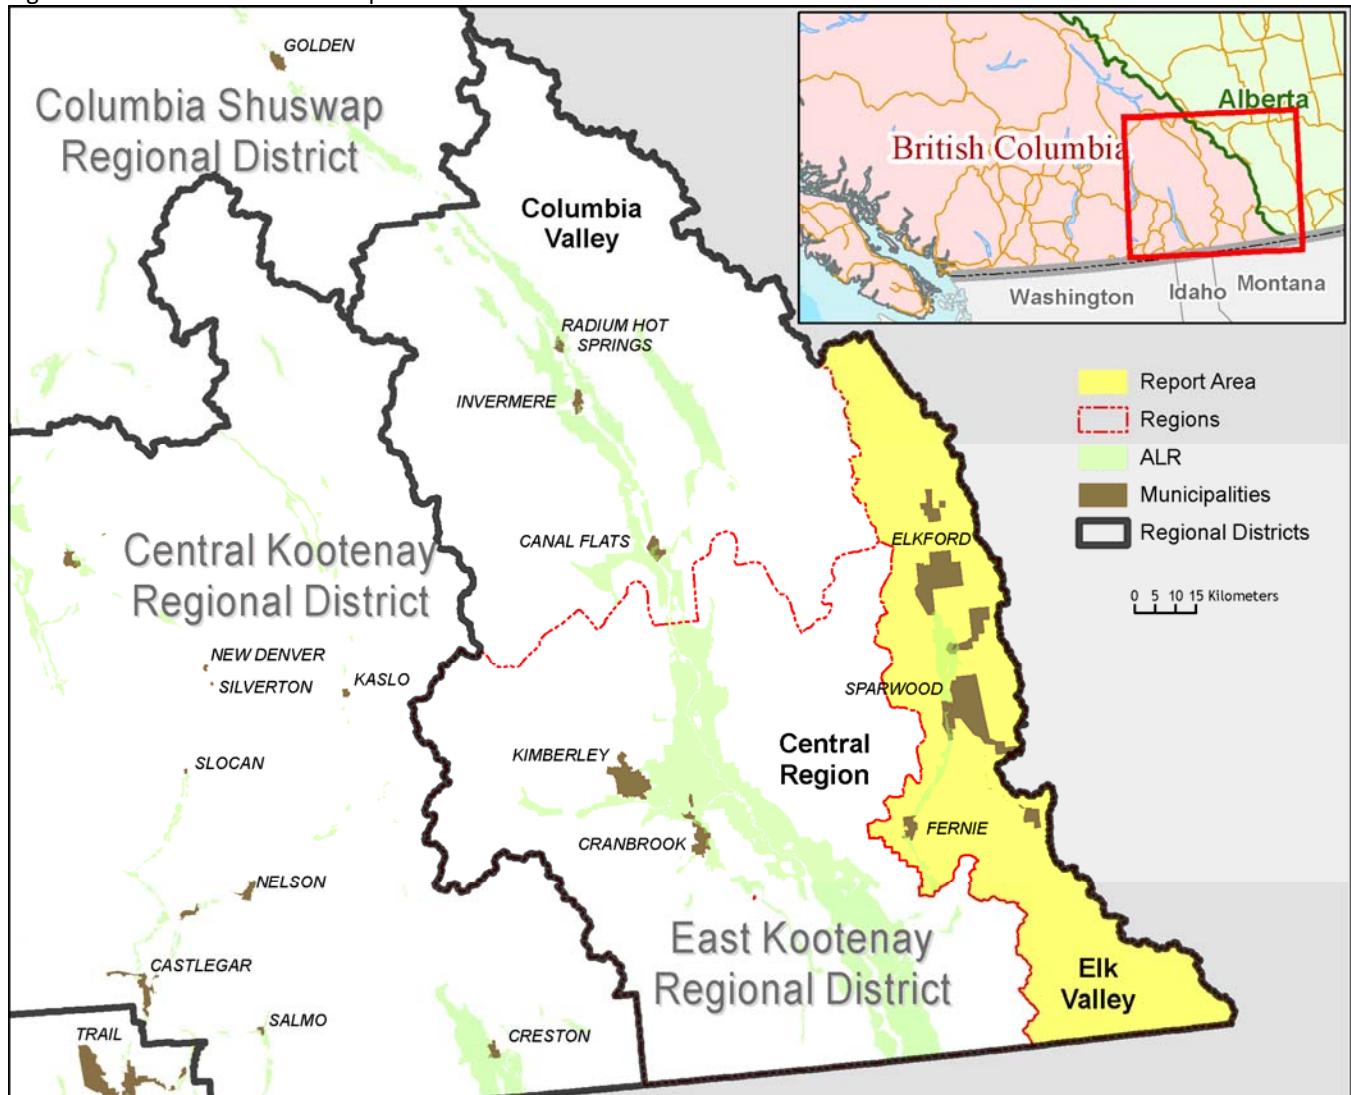 GOLDEN
Columbia Shuswap
Regional District
Columbia
Valley
RADIUM HOT
SPRINGS
INVERMERE
CANAL FLATS
Central Kootenay
Regional District
NEW DENVER
SILVERTON
KASLO
SLOCAN
KIMBERLEY
CRANBROOK
Central
Region
ELKFORD
SPARWOOD
FERNIE
NELSON
CASTLEGAR
SALMO
TRAIL
CRESTON
East Kootenay
Regional District
Elk
Valley
British Columbia
Alberta
Washington
Idaho
Montana
Report Area
Regions
ALR
Municipalities
Regional Districts
0 5 10 15 Kilometers